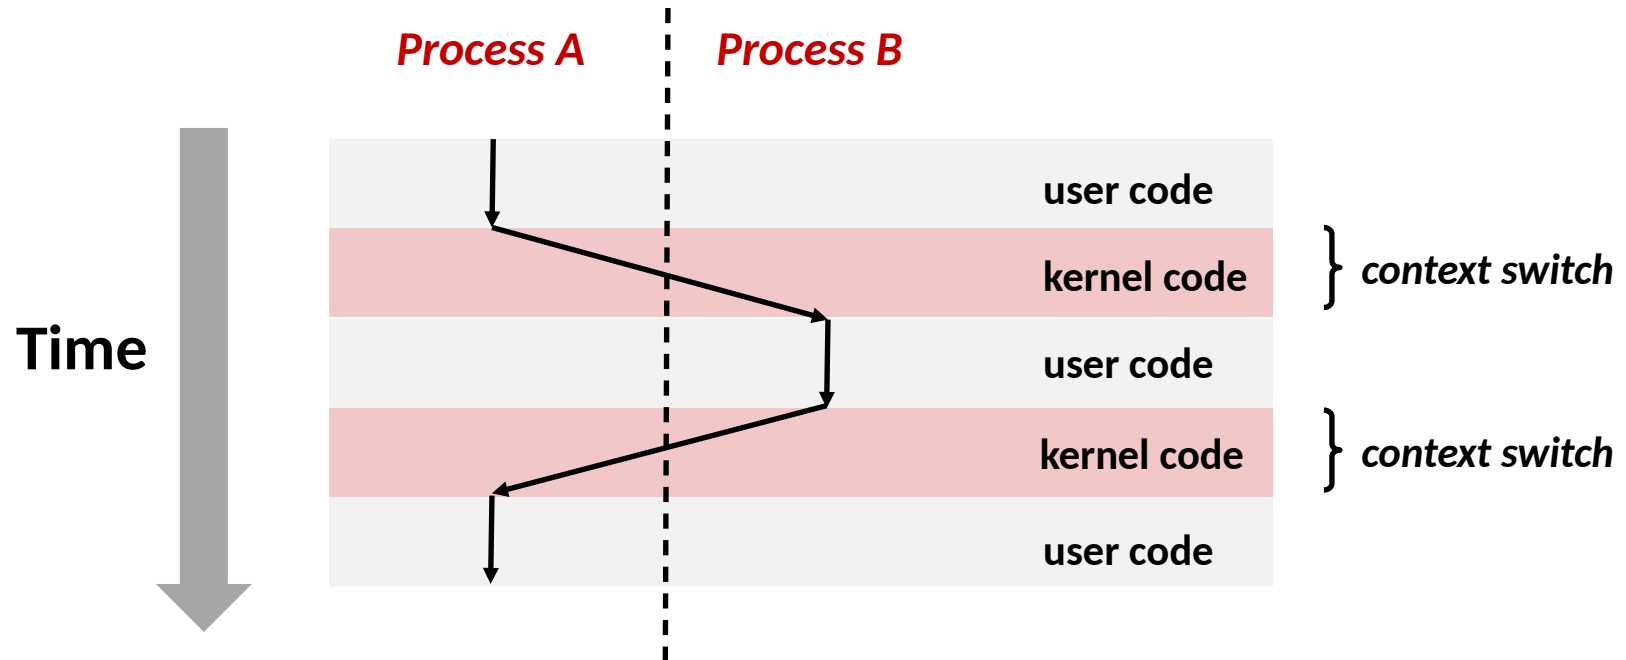 Process A
Process B
user code
kernel code
context switch
Time
user code
kernel code
context switch
user code